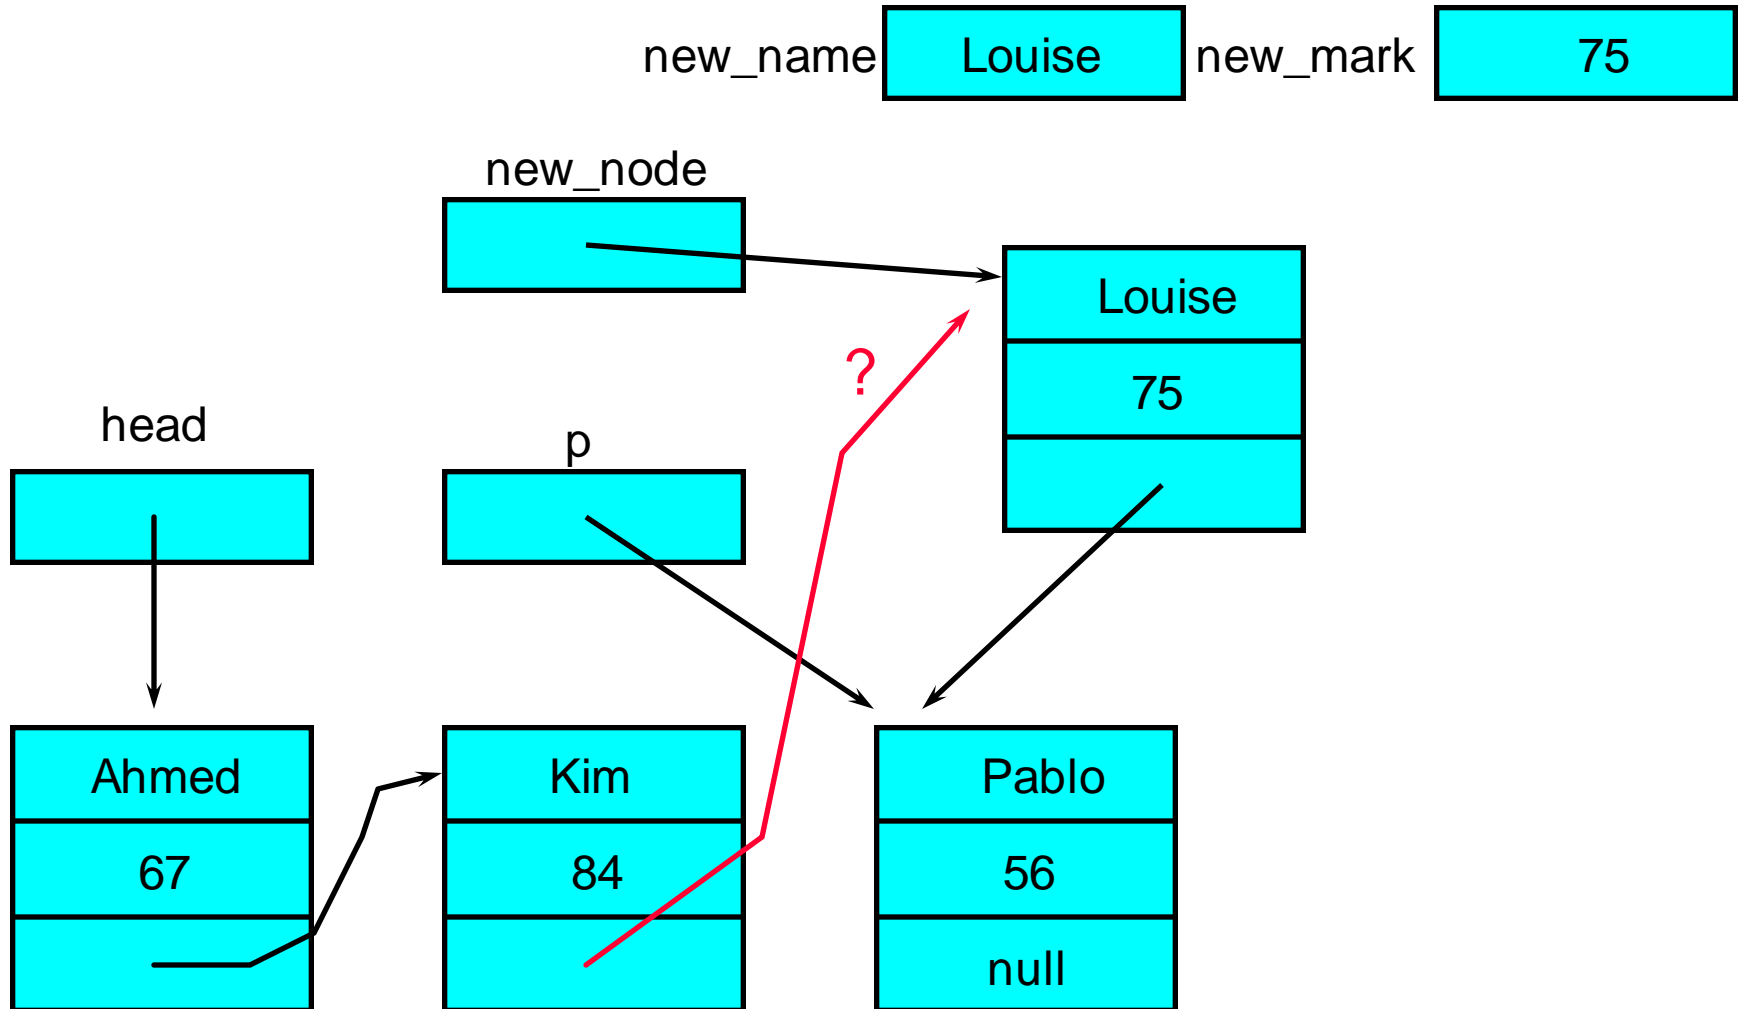 new_name Louise new_mark 75
new_node
Louise
75
?
head
p
Ahmed Kim Pablo
67 84 56
null